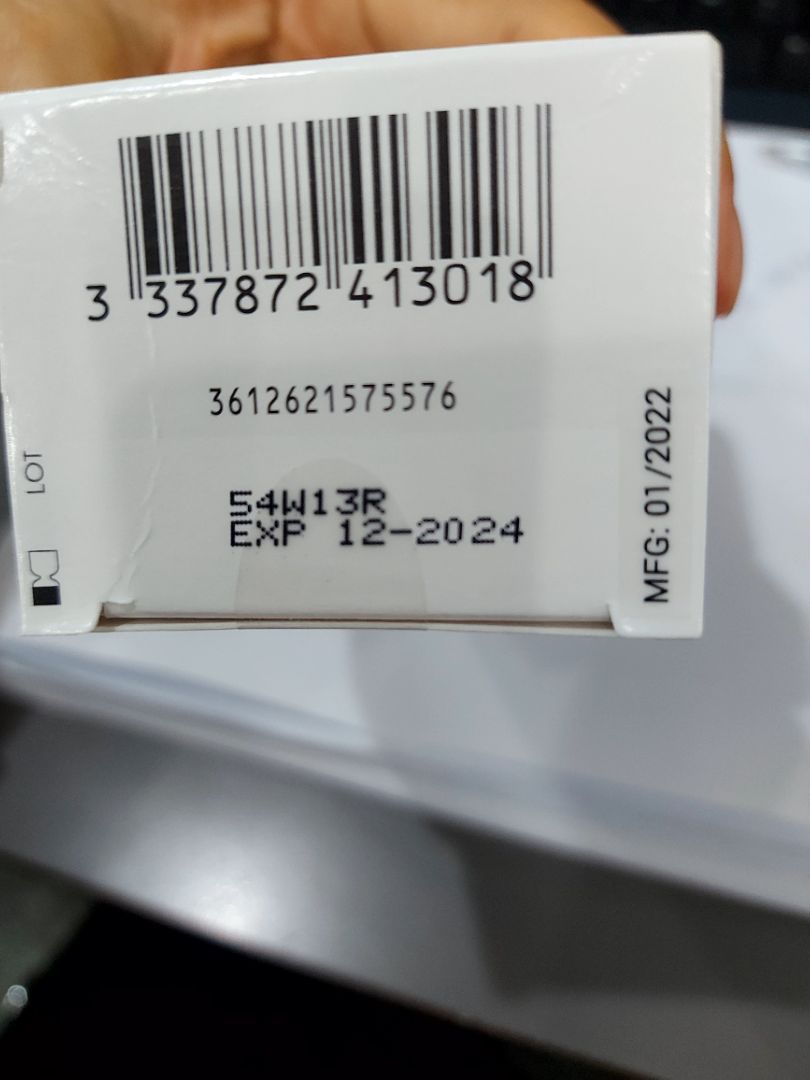 3 337872 413018
3612621575576
LOT
54W13R
EXP 12-2024
MFG: 01/2022